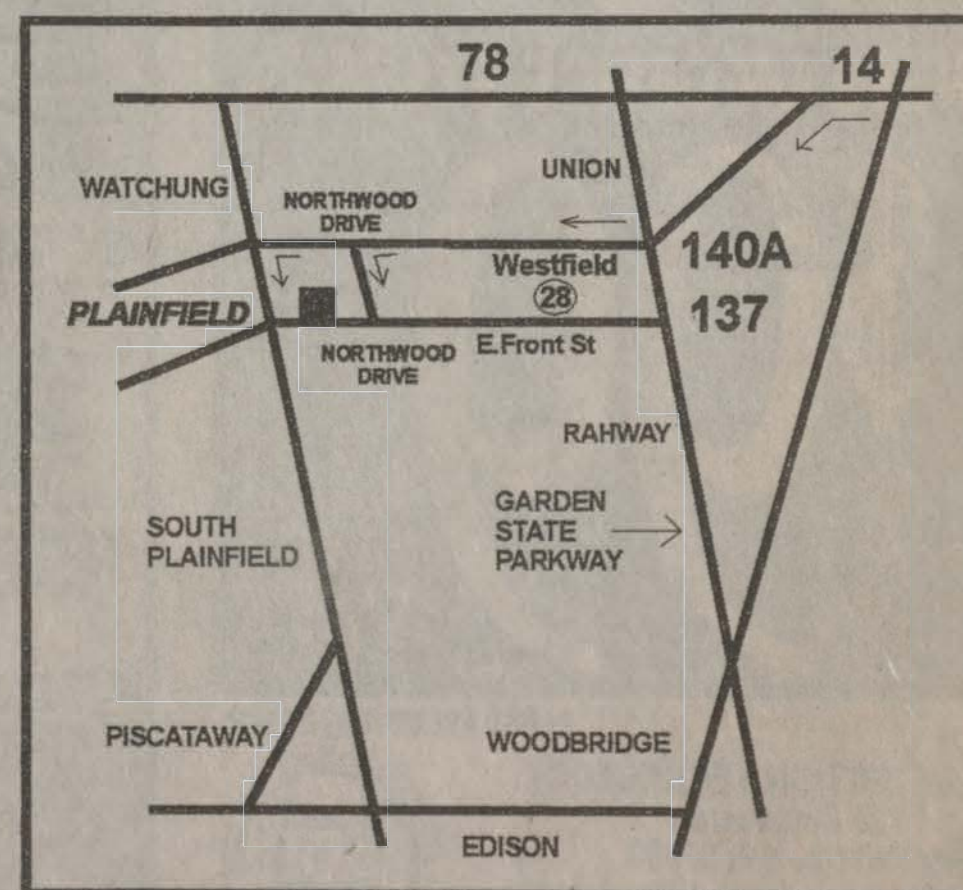 78
14
UNION
WATCHUNG
NORTHWOOD
DRIVE
140A
Westfield
28
137
PLAINFIELD
E.Front St
NORTHWOOD
DRIVE
RAHWAY
GARDEN
STATE
PARKWAY
SOUTH
PLAINFIELD
PISCATAWAY
WOODBRIDGE
EDISON